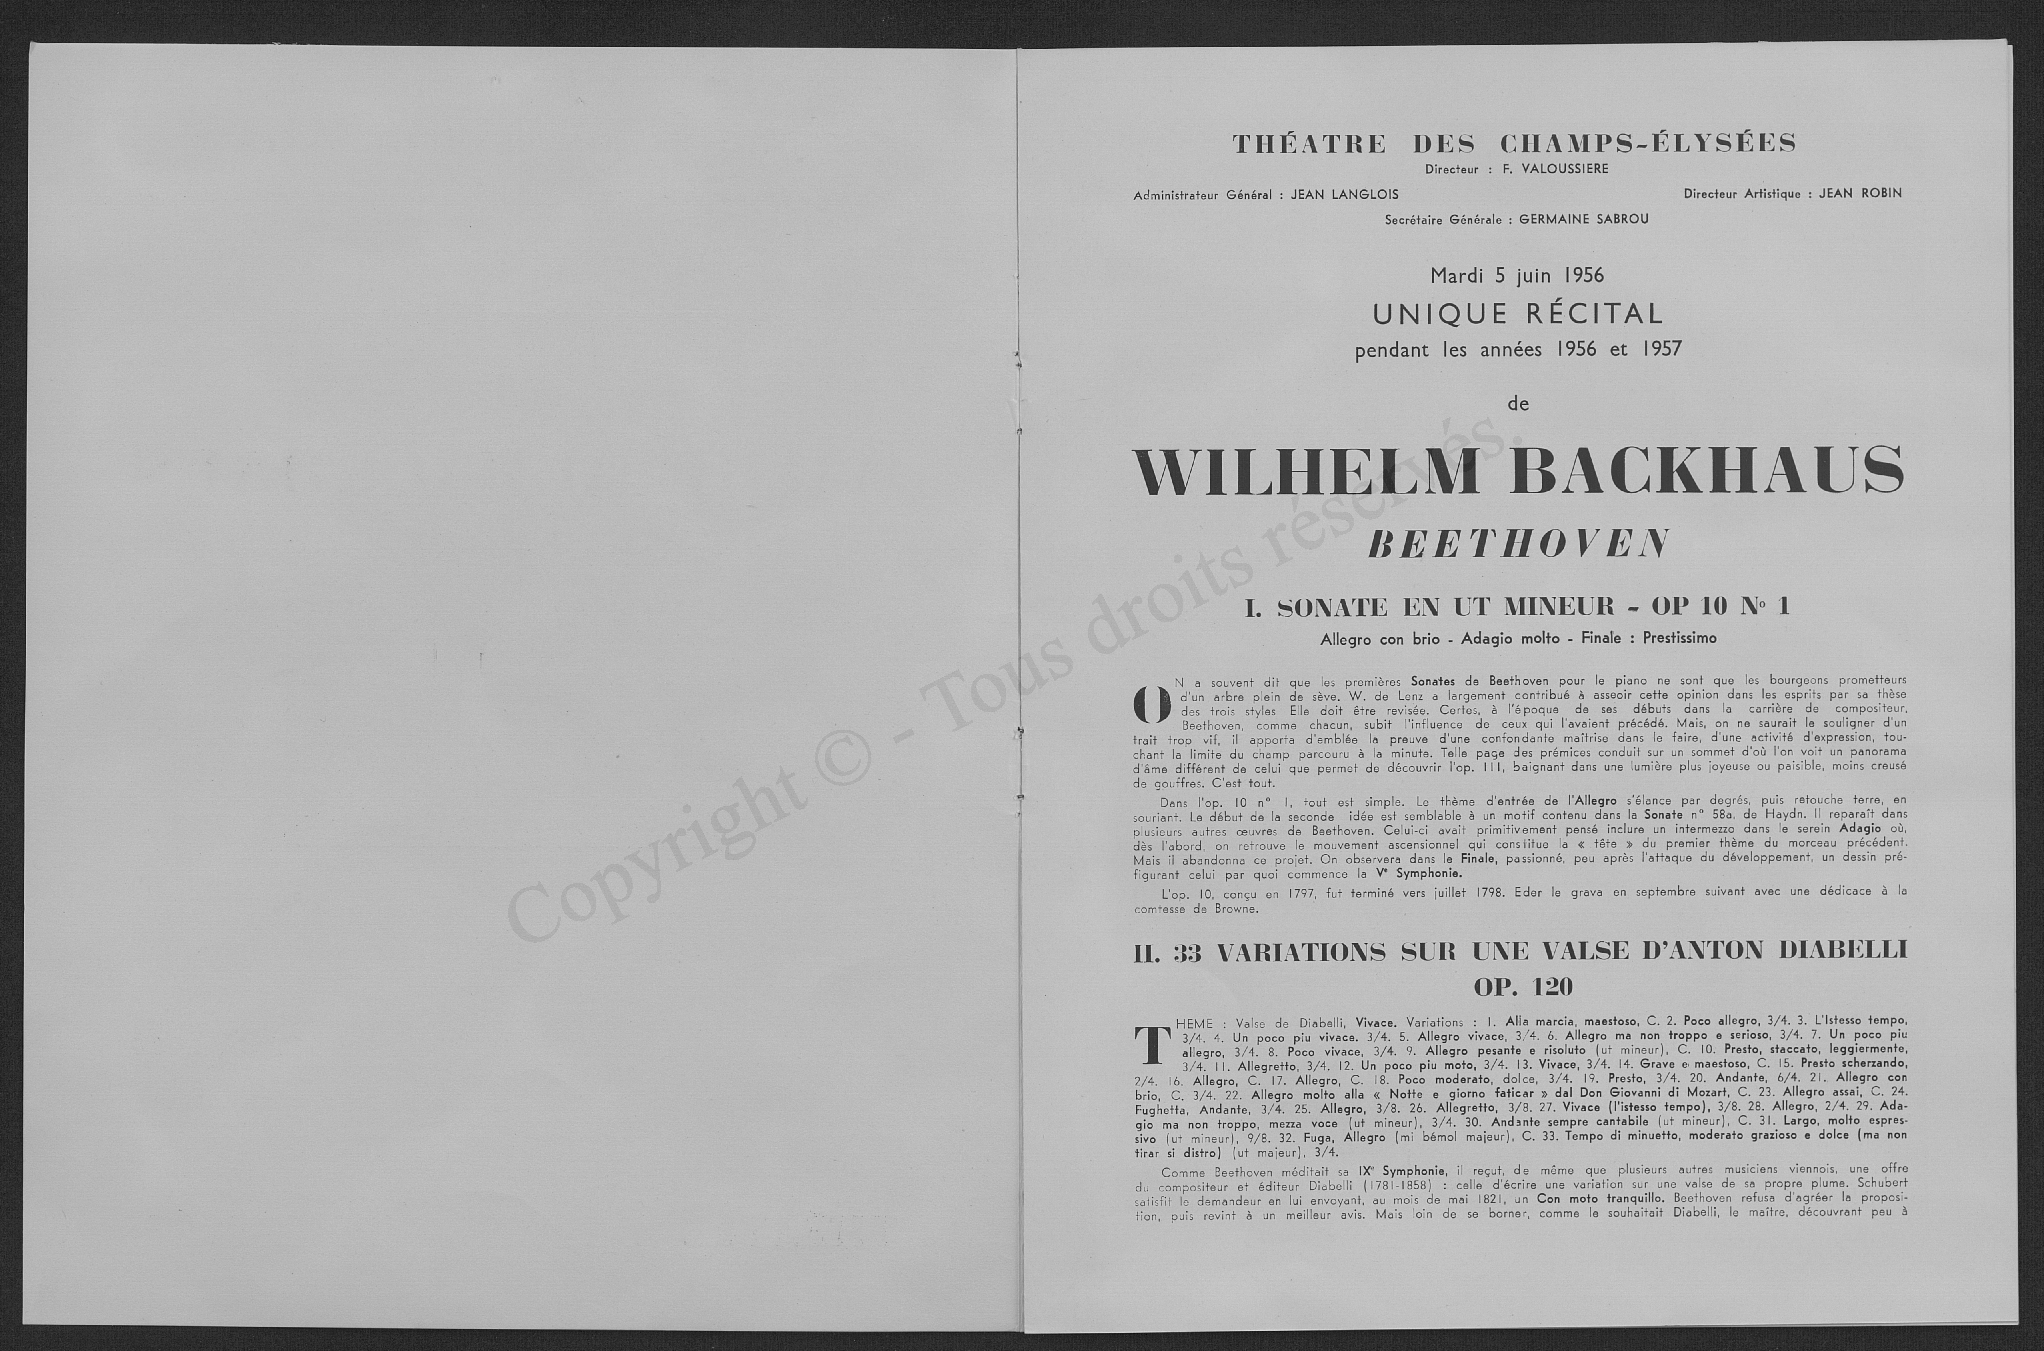 THÉATRE DES CHAMPS-ÉLYSÉES
Directeur : F. VALOUSSIERE
Administrateur Général : JEAN LANGLOIS Directeur Artistique : JEAN ROBIN
Secrétaire Générale : GERMAINE SABROU
Mardi 5 juin 1956
UNIQUE RÉCITAL
pendant les années 1956 et 1957
de
WILHELM BACKHAUS
BEETHOVEN
I. SONATE EN UT MINEUR - OP 10 Nº 1
Allegro con brio - Adagio molto - Finale : Prestissimo
ON a souvent dit que les premières Sonates de Beethoven pour le piano ne sont que les bourgeons prometteurs
d'un arbre plein de sève. W. de Lenz a largement contribué à asseoir cette opinion dans les esprits par sa thèse
des trois styles Elle doit être revisée. Certes, à l'époque de ses débuts dans la carrière de compositeur,
Beethoven, comme chacun, subit l'influence de ceux qui l'avaient précédé. Mais, on ne saurait le souligner d'un
trait trop vif, il apporta d'emblée la preuve d'une confondante maîtrise dans le faire, d'une activité d'expression, tou-
chant la limite du champ parcouru à la minute. Telle page des prémices conduit sur un sommet d'où l'on voit un panorama
d'âme différent de celui que permet de découvrir l'op. 111, baignant dans une lumière plus joyeuse ou paisible, moins creusé
de gouffres. C'est tout.
Dans l'op. 10 n° 1, tout est simple. Le thème d'entrée de l'Allegro s'élance par degrés, puis retouche terre, en
souriant. Le début de la seconde idée est semblable à un motif contenu dans la Sonate n° 58a, de Haydn. Il reparaît dans
plusieurs autres œuvres de Beethoven. Celui-ci avait primitivement pensé inclure un intermezzo dans le serein Adagio où,
dès l'abord, on retrouve le mouvement ascensionnel qui constitue la « tête » du premier thème du morceau précédent.
Mais il abandonna ce projet. On observera dans le Finale, passionné, peu après l'attaque du développement, un dessin pré-
figurant celui par quoi commence la Vᵉ Symphonie.
L'op. 10, conçu en 1797, fut terminé vers juillet 1798. Eder le grava en septembre suivant avec une dédicace à la
comtesse de Browne.
II. 33 VARIATIONS SUR UNE VALSE D'ANTON DIABELLI
OP. 120
THEME : Valse de Diabelli, Vivace. Variations : 1. Alla marcia, maestoso, C. 2. Poco allegro, 3/4. 3. L'Istesso tempo,
3/4. 4. Un poco piu vivace. 3/4. 5. Allegro vivace, 3/4. 6. Allegro ma non troppo e serioso, 3/4. 7. Un poco piu
allegro, 3/4. 8. Poco vivace, 3/4. 9. Allegro pesante e risoluto (ut mineur), C. 10. Presto, staccato, leggiermente,
3/4. 11. Allegretto, 3/4. 12. Un poco piu moto, 3/4. 13. Vivace, 3/4. 14. Grave e maestoso, C. 15. Presto scherzando,
2/4. 16. Allegro, C. 17. Allegro, C. 18. Poco moderato, dolce, 3/4. 19. Presto, 3/4. 20. Andante, 6/4. 21. Allegro con
brio, C. 3/4. 22. Allegro molto alla « Notte e giorno faticar » dal Don Giovanni di Mozart, C. 23. Allegro assai, C. 24.
Fughetta, Andante, 3/4. 25. Allegro, 3/8. 26. Allegretto, 3/8. 27. Vivace (l'istesso tempo), 3/8. 28. Allegro, 2/4. 29. Ada-
gio ma non troppo, mezza voce (ut mineur), 3/4. 30. Andante sempre cantabile (ut mineur), C. 31. Largo, molto espres-
sivo (ut mineur), 9/8. 32. Fuga, Allegro (mi bémol majeur), C. 33. Tempo di minuetto, moderato grazioso e dolce (ma non
tirar si distro) (ut majeur), 3/4.
Comme Beethoven méditait sa IXᵉ Symphonie, il reçut, de même que plusieurs autres musiciens viennois, une offre
du compositeur et éditeur Diabelli (1781-1858) : celle d'écrire une variation sur une valse de sa propre plume. Schubert
satisfit le demandeur en lui envoyant, au mois de mai 1821, un Con moto tranquillo. Beethoven refusa d'agréer la proposi-
tion, puis revint à un meilleur avis. Mais loin de se borner, comme le souhaitait Diabelli, le maître, découvrant peu à
Copyright © - Tous droits réservés.